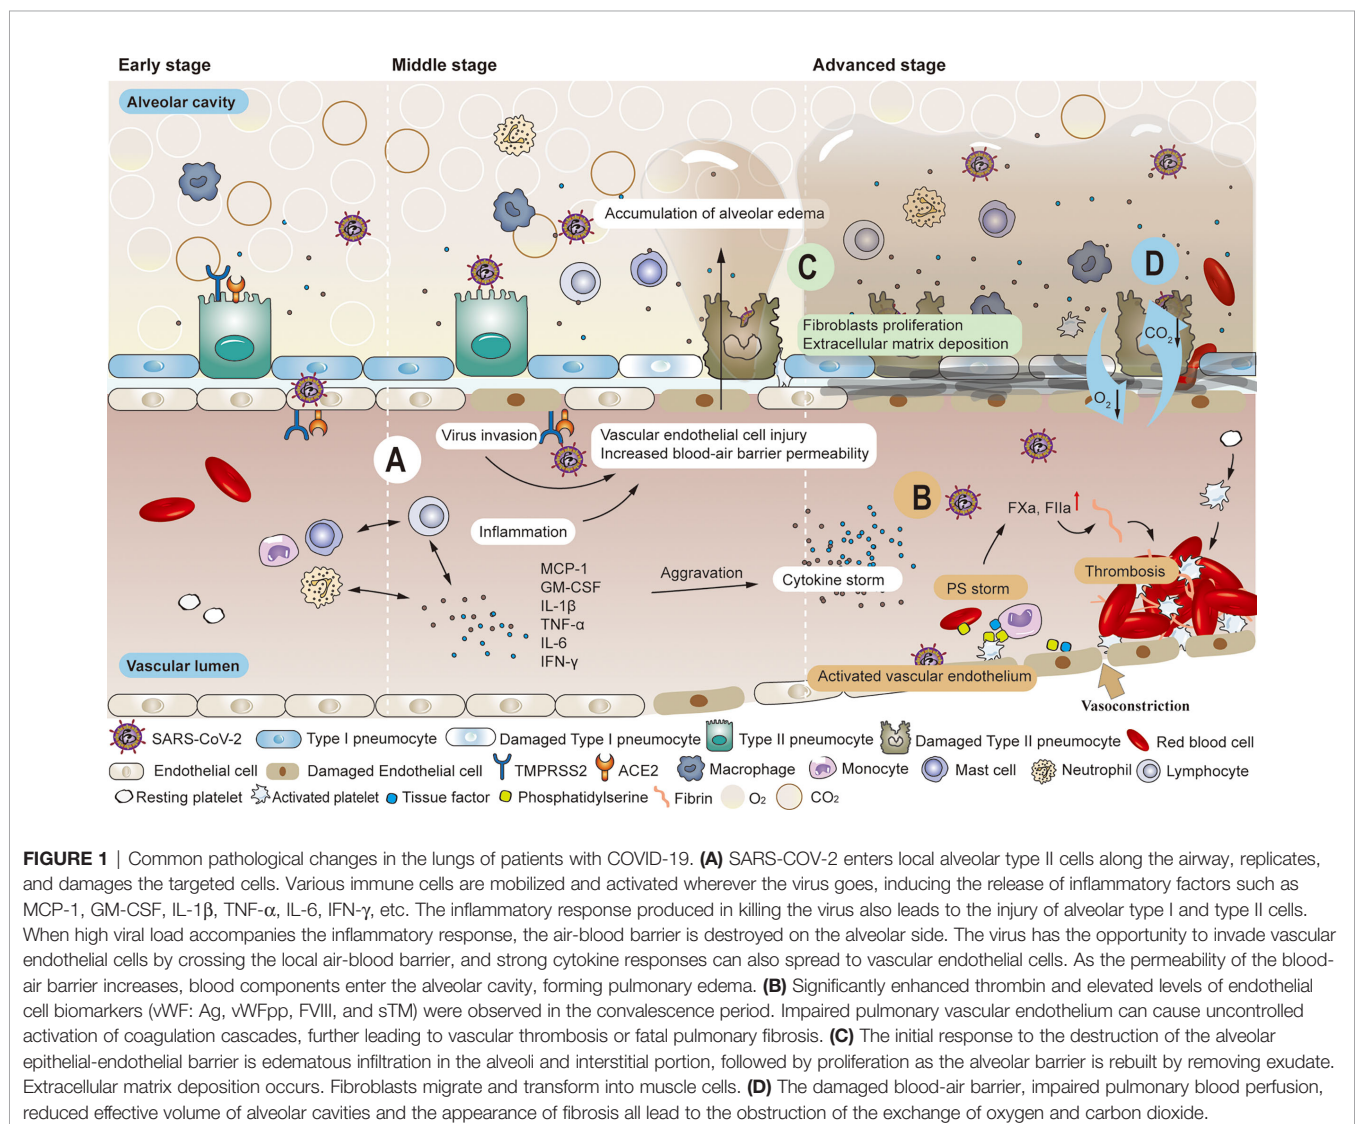 Early stage
Middle stage
Advanced stage
Alveolar cavity
Accumulation of alveolar edema
C
D
Fibroblasts proliferation
Extracellular matrix deposition
CO2
O2
Virus invasion
Vascular endothelial cell injury
Increased blood-air barrier permeability
A
B
Inflammation
FXa, FIIa
MCP-1
GM-CSF
IL-1β
TNF-α
IL-6
IFN-γ
Aggravation
Cytokine storm
PS storm
Thrombosis
Vascular lumen
Activated vascular endothelium
Vasoconstriction
SARS-CoV-2 Type I pneumocyte Damaged Type I pneumocyte Type II pneumocyte Damaged Type II pneumocyte Red blood cell
Endothelial cell Damaged Endothelial cell TMPRSS2 ACE2 Macrophage Monocyte Mast cell Neutrophil Lymphocyte
Resting platelet Activated platelet Tissue factor Phosphatidylserine Fibrin O2 CO2
FIGURE 1 | Common pathological changes in the lungs of patients with COVID-19. (A) SARS-COV-2 enters local alveolar type II cells along the airway, replicates,
and damages the targeted cells. Various immune cells are mobilized and activated wherever the virus goes, inducing the release of inflammatory factors such as
MCP-1, GM-CSF, IL-1β, TNF-α, IL-6, IFN-γ, etc. The inflammatory response produced in killing the virus also leads to the injury of alveolar type I and type II cells.
When high viral load accompanies the inflammatory response, the air-blood barrier is destroyed on the alveolar side. The virus has the opportunity to invade vascular
endothelial cells by crossing the local air-blood barrier, and strong cytokine responses can also spread to vascular endothelial cells. As the permeability of the blood-
air barrier increases, blood components enter the alveolar cavity, forming pulmonary edema. (B) Significantly enhanced thrombin and elevated levels of endothelial
cell biomarkers (vWF: Ag, vWFpp, FVIII, and sTM) were observed in the convalescence period. Impaired pulmonary vascular endothelium can cause uncontrolled
activation of coagulation cascades, further leading to vascular thrombosis or fatal pulmonary fibrosis. (C) The initial response to the destruction of the alveolar
epithelial-endothelial barrier is edematous infiltration in the alveoli and interstitial portion, followed by proliferation as the alveolar barrier is rebuilt by removing exudate.
Extracellular matrix deposition occurs. Fibroblasts migrate and transform into muscle cells. (D) The damaged blood-air barrier, impaired pulmonary blood perfusion,
reduced effective volume of alveolar cavities and the appearance of fibrosis all lead to the obstruction of the exchange of oxygen and carbon dioxide.